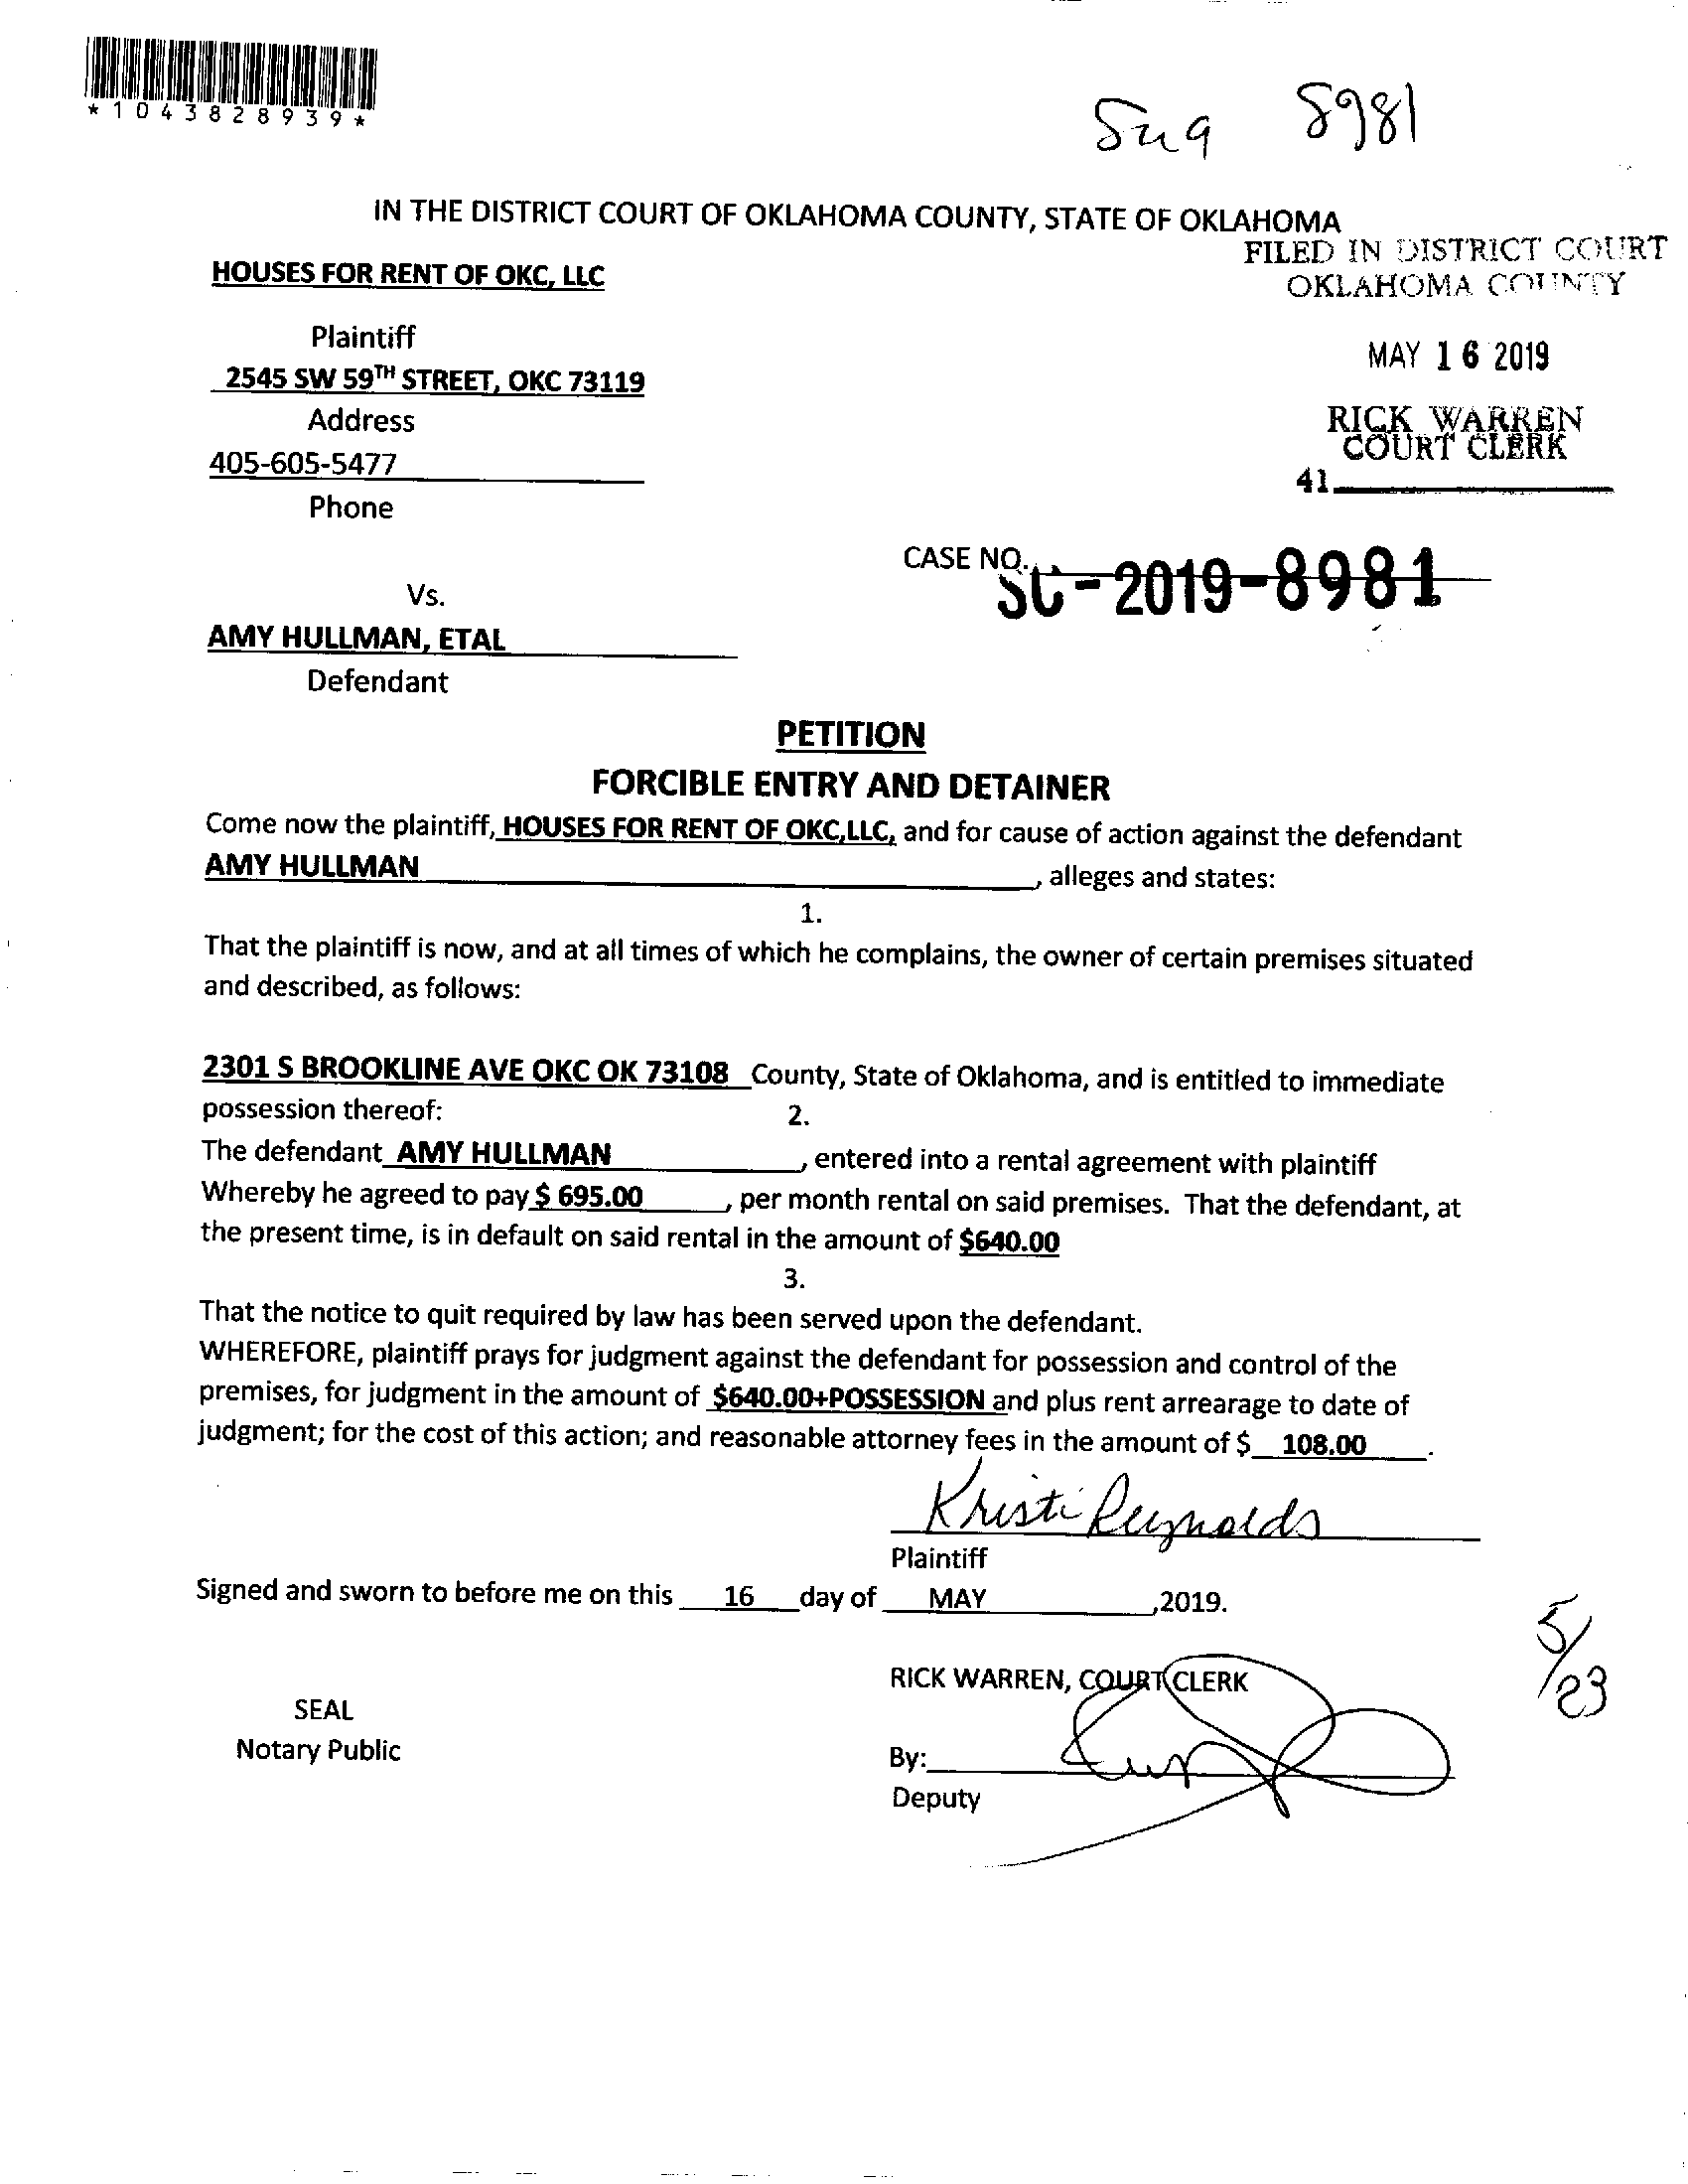 *1043828939*
8981
IN THE DISTRICT COURT OF OKLAHOMA COUNTY, STATE OF OKLAHOMA
FILED IN DISTRICT COURT
OKLAHOMA COUNTY
HOUSES FOR RENT OF OKC, LLC
Plaintiff
MAY 16 2019
2545 SW 59TH STREET, OKC 73119
Address
RICK WARREN
COURT CLERK
405-605-5477
41
Phone
CASE NO. SC-2019-8981
Vs.
AMY HULLMAN, ETAL
Defendant
PETITION
FORCIBLE ENTRY AND DETAINER
Come now the plaintiff, HOUSES FOR RENT OF OKC,LLC, and for cause of action against the defendant
AMY HULLMAN, alleges and states:
1.
That the plaintiff is now, and at all times of which he complains, the owner of certain premises situated
and described, as follows:
2301 S BROOKLINE AVE OKC OK 73108 County, State of Oklahoma, and is entitled to immediate
possession thereof:
2.
The defendant AMY HULLMAN, entered into a rental agreement with plaintiff
Whereby he agreed to pay $ 695.00, per month rental on said premises. That the defendant, at
the present time, is in default on said rental in the amount of $640.00
3.
That the notice to quit required by law has been served upon the defendant.
WHEREFORE, plaintiff prays for judgment against the defendant for possession and control of the
premises, for judgment in the amount of $640.00+POSSESSION and plus rent arrearage to date of
judgment; for the cost of this action; and reasonable attorney fees in the amount of $ 108.00.
Kristi Reynolds
Plaintiff
Signed and sworn to before me on this 16 day of MAY,2019.
5/23
RICK WARREN, COURT CLERK
SEAL
Notary Public
By:
Deputy